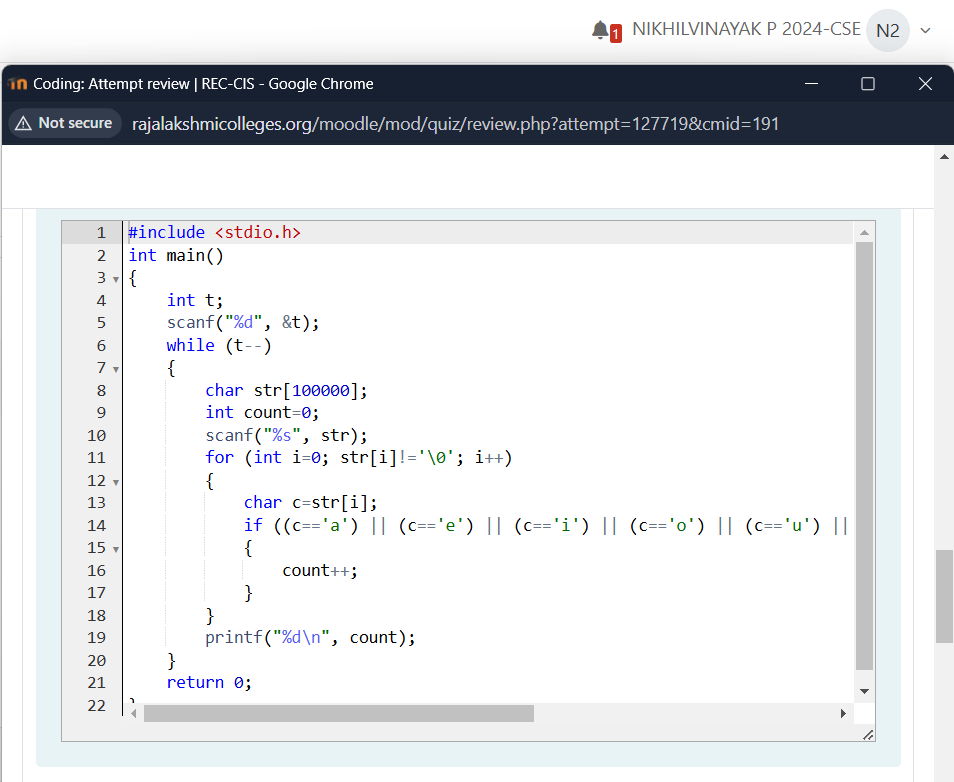 1 NIKHILVINAYAK P 2024-CSE N2
Coding: Attempt review | REC-CIS - Google Chrome
Not secure rajalakshmicolleges.org/moodle/mod/quiz/review.php?attempt=127719&cmid=191
1 #include <stdio.h>
2 int main()
3 {
4     int t;
5     scanf("%d", &t);
6     while (t--)
7     {
8         char str[100000];
9         int count=0;
10         scanf("%s", str);
11         for (int i=0; str[i]!='\0'; i++)
12         {
13             char c=str[i];
14             if ((c=='a') || (c=='e') || (c=='i') || (c=='o') || (c=='u') ||
15             {
16                 count++;
17             }
18         }
19         printf("%d\n", count);
20     }
21     return 0;
22 }